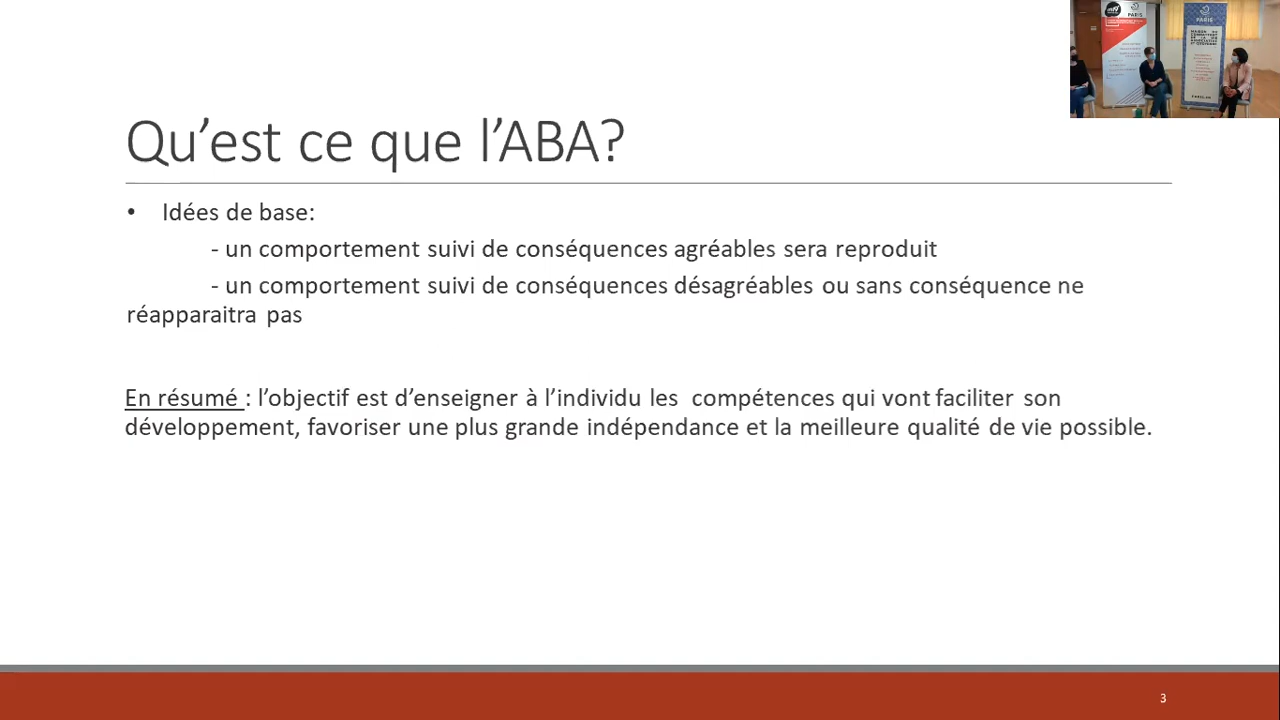 PARIS
PARIS
MAISON DU
Qu’est ce que l’ABA?
• Idées de base:
- un comportement suivi de conséquences agréables sera reproduit
- un comportement suivi de conséquences désagréables ou sans conséquence ne
réapparaitra pas
En résumé : l’objectif est d’enseigner à l’individu les compétences qui vont faciliter son
développement, favoriser une plus grande indépendance et la meilleure qualité de vie possible.
3